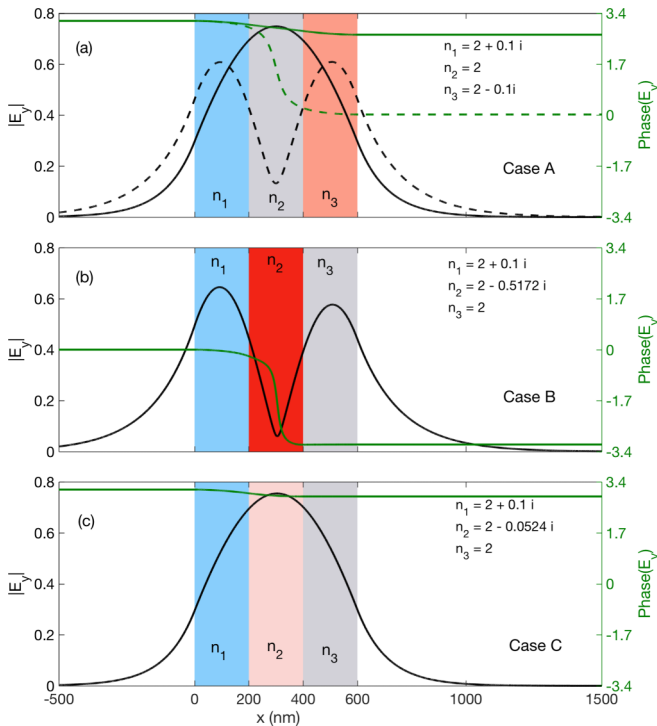 0.8
0.6
0.4
0.2
0
|E_y|
(a)
n_1
n_2
n_3
n_1 = 2 + 0.1 i
n_2 = 2
n_3 = 2 - 0.1i
Case A
3.4
1.7
0
-1.7
-3.4
Phase(E_y)
0.8
0.6
0.4
0.2
0
|E_y|
(b)
n_1
n_2
n_3
n_1 = 2 + 0.1 i
n_2 = 2 - 0.5172 i
n_3 = 2
Case B
3.4
1.7
0
-1.7
-3.4
Phase(E_y)
0.8
0.6
0.4
0.2
0
|E_y|
(c)
n_1
n_2
n_3
n_1 = 2 + 0.1 i
n_2 = 2 - 0.0524 i
n_3 = 2
Case C
3.4
1.7
0
-1.7
-3.4
Phase(E_y)
-500
0
200
400
600
1000
1500
x (nm)